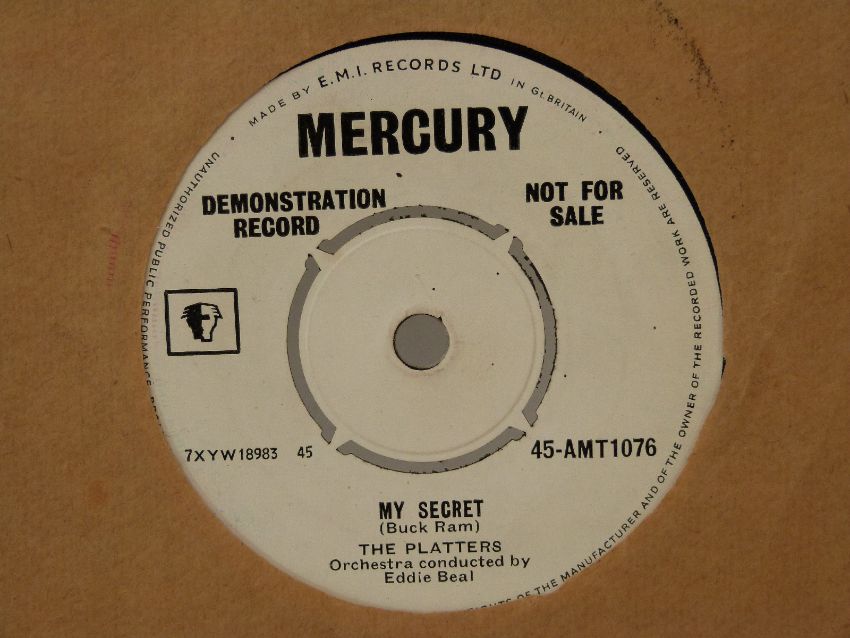 MADE BY E.M.I. RECORDS LTD IN GT. BRITAIN
MERCURY
DEMONSTRATION
RECORD
NOT FOR
SALE
UNAUTHORIZED PUBLIC PERFORMANCE
7XYW18983 45
45-AMT1076
MY SECRET
(Buck Ram)
THE PLATTERS
Orchestra conducted by
Eddie Beal
OF THE MANUFACTURER AND OF THE OWNER OF THE RECORDED WORK ARE RESERVED